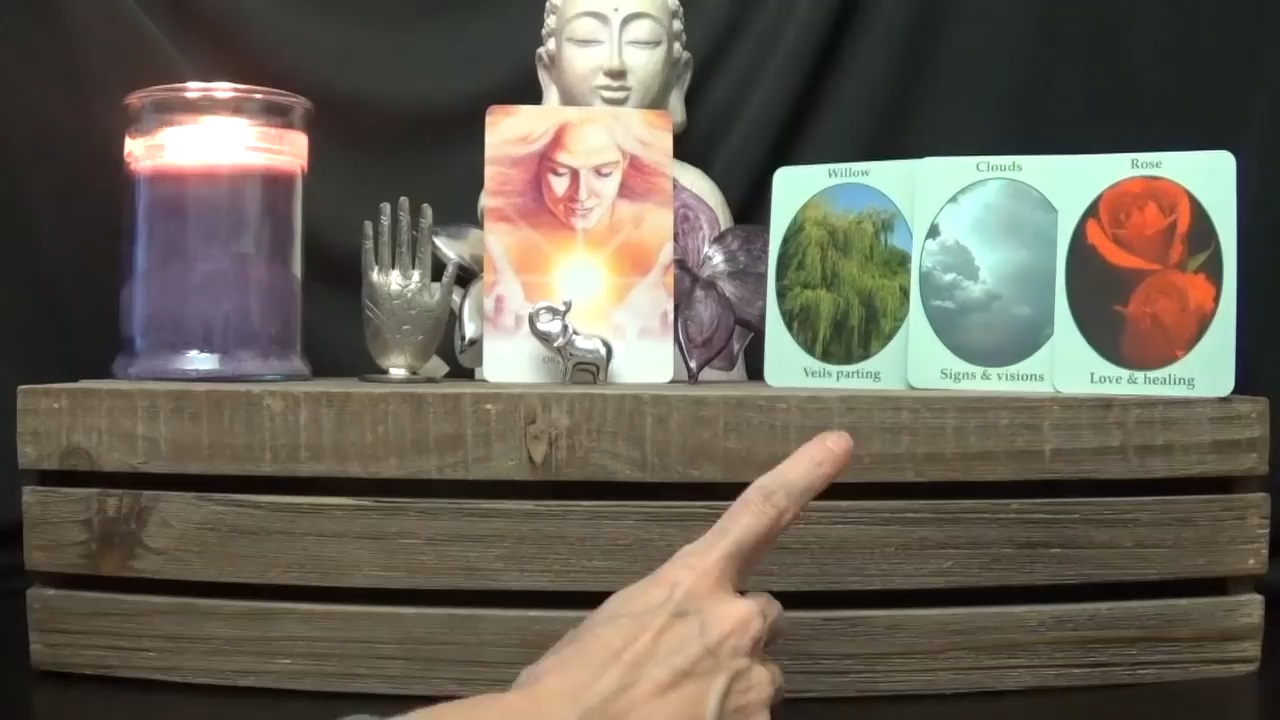 Willow
Veils parting
Clouds
Signs & visions
Rose
Love & healing